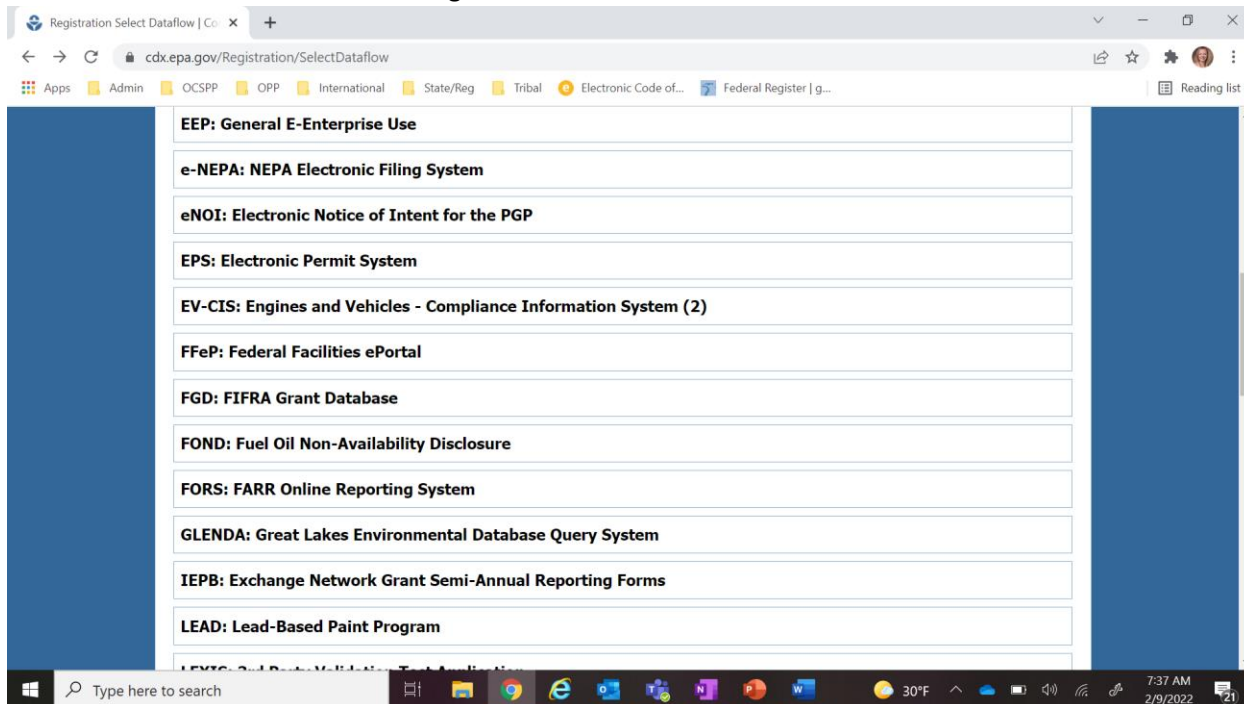 Registration Select Dataflow | Co
cdx.epa.gov/Registration/SelectDataflow
Apps Admin OCSPP OPP International State/Reg Tribal Electronic Code of... Federal Register | g... Reading list
EEP: General E-Enterprise Use
e-NEPA: NEPA Electronic Filing System
eNOI: Electronic Notice of Intent for the PGP
EPS: Electronic Permit System
EV-CIS: Engines and Vehicles - Compliance Information System (2)
FFeP: Federal Facilities ePortal
FGD: FIFRA Grant Database
FOND: Fuel Oil Non-Availability Disclosure
FORS: FARR Online Reporting System
GLENDA: Great Lakes Environmental Database Query System
IEPB: Exchange Network Grant Semi-Annual Reporting Forms
LEAD: Lead-Based Paint Program
Type here to search 30°F 7:37 AM
2/9/2022 21